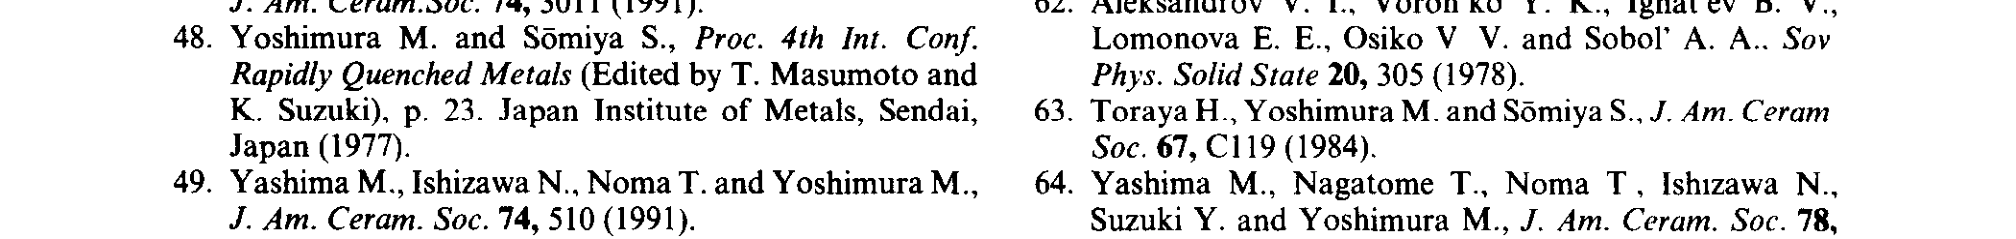 J. Am. Ceram.Soc. 74, 3011 (1991).
48. Yoshimura M. and Sōmiya S., Proc. 4th Int. Conf.
Rapidly Quenched Metals (Edited by T. Masumoto and
K. Suzuki), p. 23. Japan Institute of Metals, Sendai,
Japan (1977).
49. Yashima M., Ishizawa N., Noma T. and Yoshimura M.,
J. Am. Ceram. Soc. 74, 510 (1991).
62. Aleksandrov V. I., Voron'ko Y. K., Ignat'ev B. V.,
Lomonova E. E., Osiko V V. and Sobol' A. A.. Sov
Phys. Solid State 20, 305 (1978).
63. Toraya H., Yoshimura M. and Sōmiya S., J. Am. Ceram
Soc. 67, C119 (1984).
64. Yashima M., Nagatome T., Noma T , Ishızawa N.,
Suzuki Y. and Yoshimura M., J. Am. Ceram. Soc. 78,